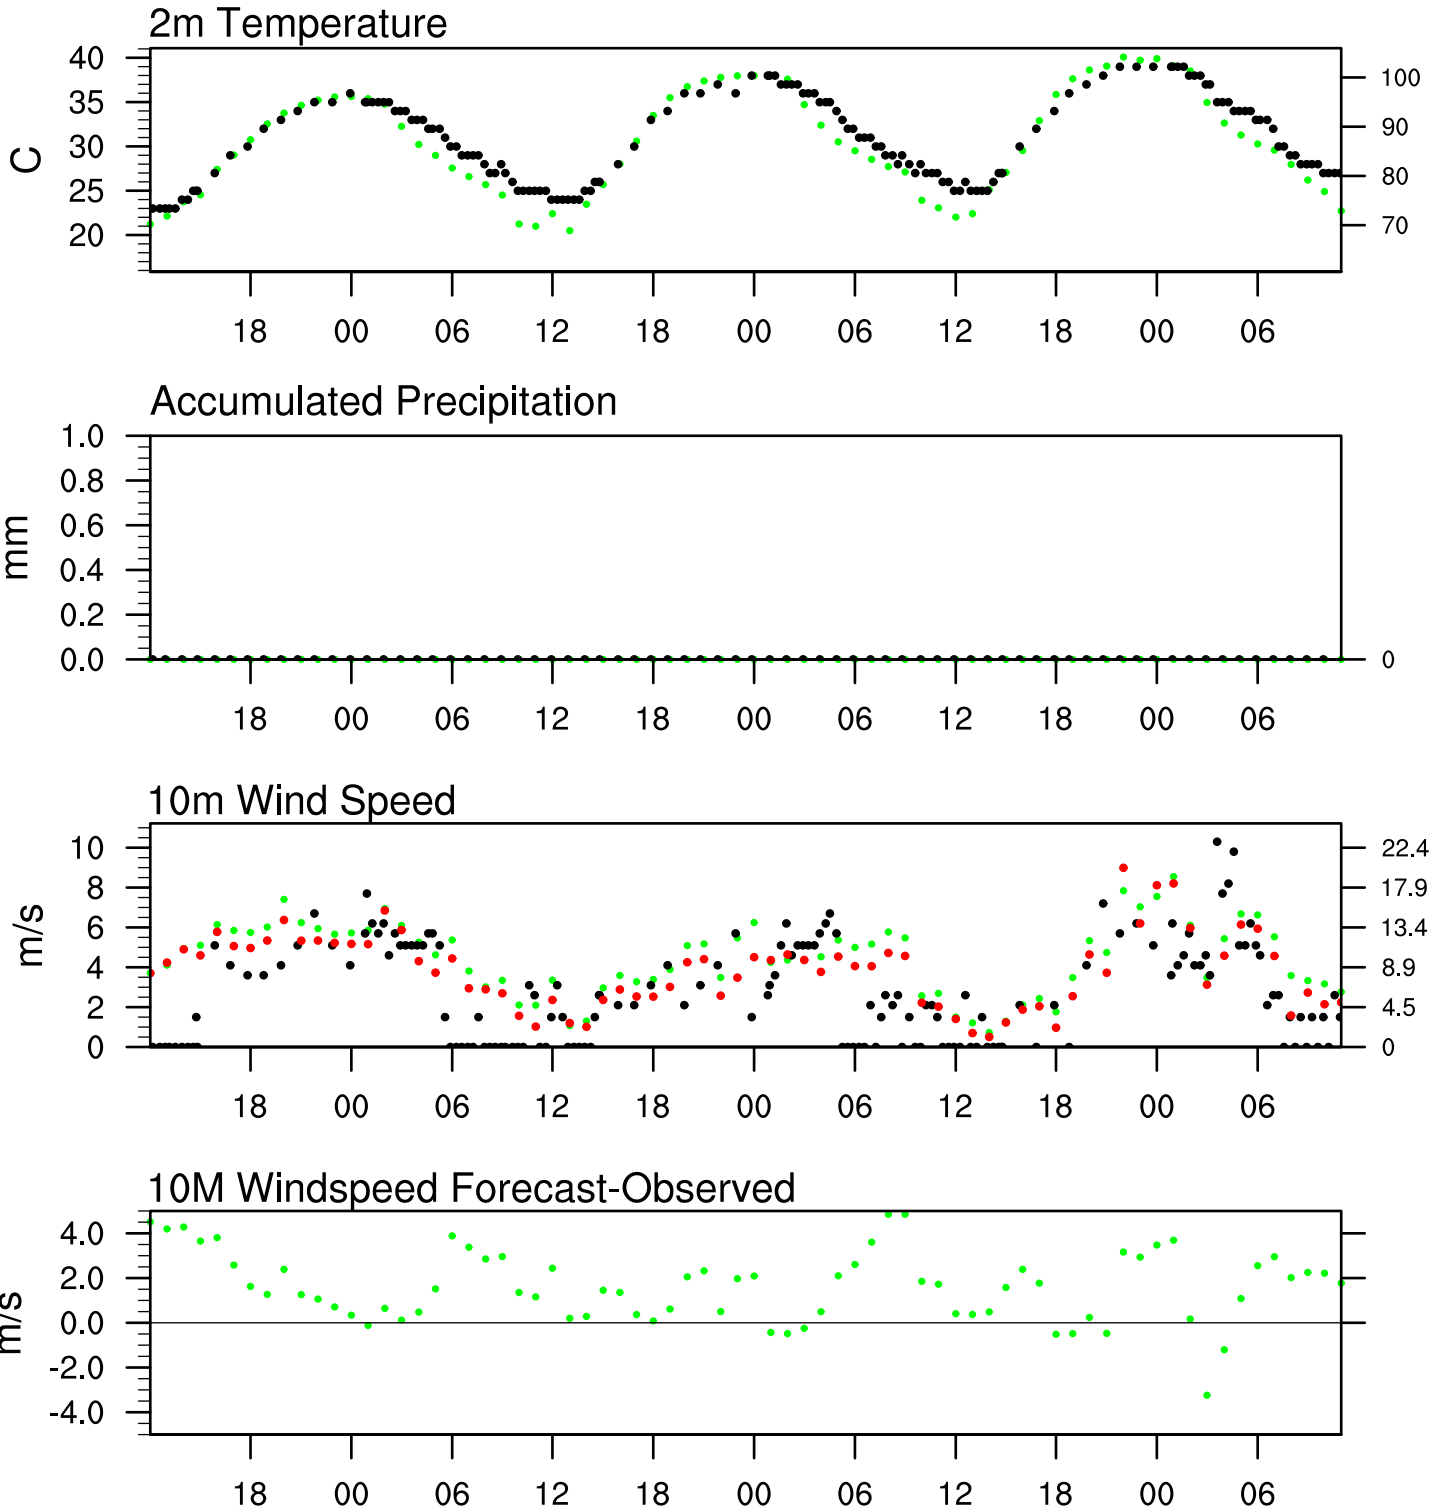 2m Temperature
40
35
30
25
20
C
100
90
80
70
18 00 06 12 18 00 06 12 18 00 06
Accumulated Precipitation
1.0
0.8
0.6
0.4
0.2
0.0
mm
0
18 00 06 12 18 00 06 12 18 00 06
10m Wind Speed
10
8
6
4
2
0
m/s
22.4
17.9
13.4
8.9
4.5
0
18 00 06 12 18 00 06 12 18 00 06
10M Windspeed Forecast-Observed
4.0
2.0
0.0
-2.0
-4.0
m/s
18 00 06 12 18 00 06 12 18 00 06